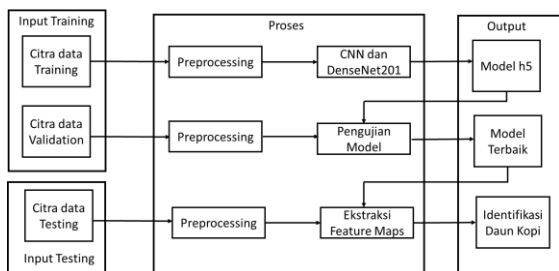 Input Training
Proses
Output
Citra data
Training
Preprocessing
CNN dan
DenseNet201
Model h5
Citra data
Validation
Preprocessing
Pengujian
Model
Model
Terbaik
Citra data
Testing
Preprocessing
Ekstraksi
Feature Maps
Identifikasi
Daun Kopi
Input Testing